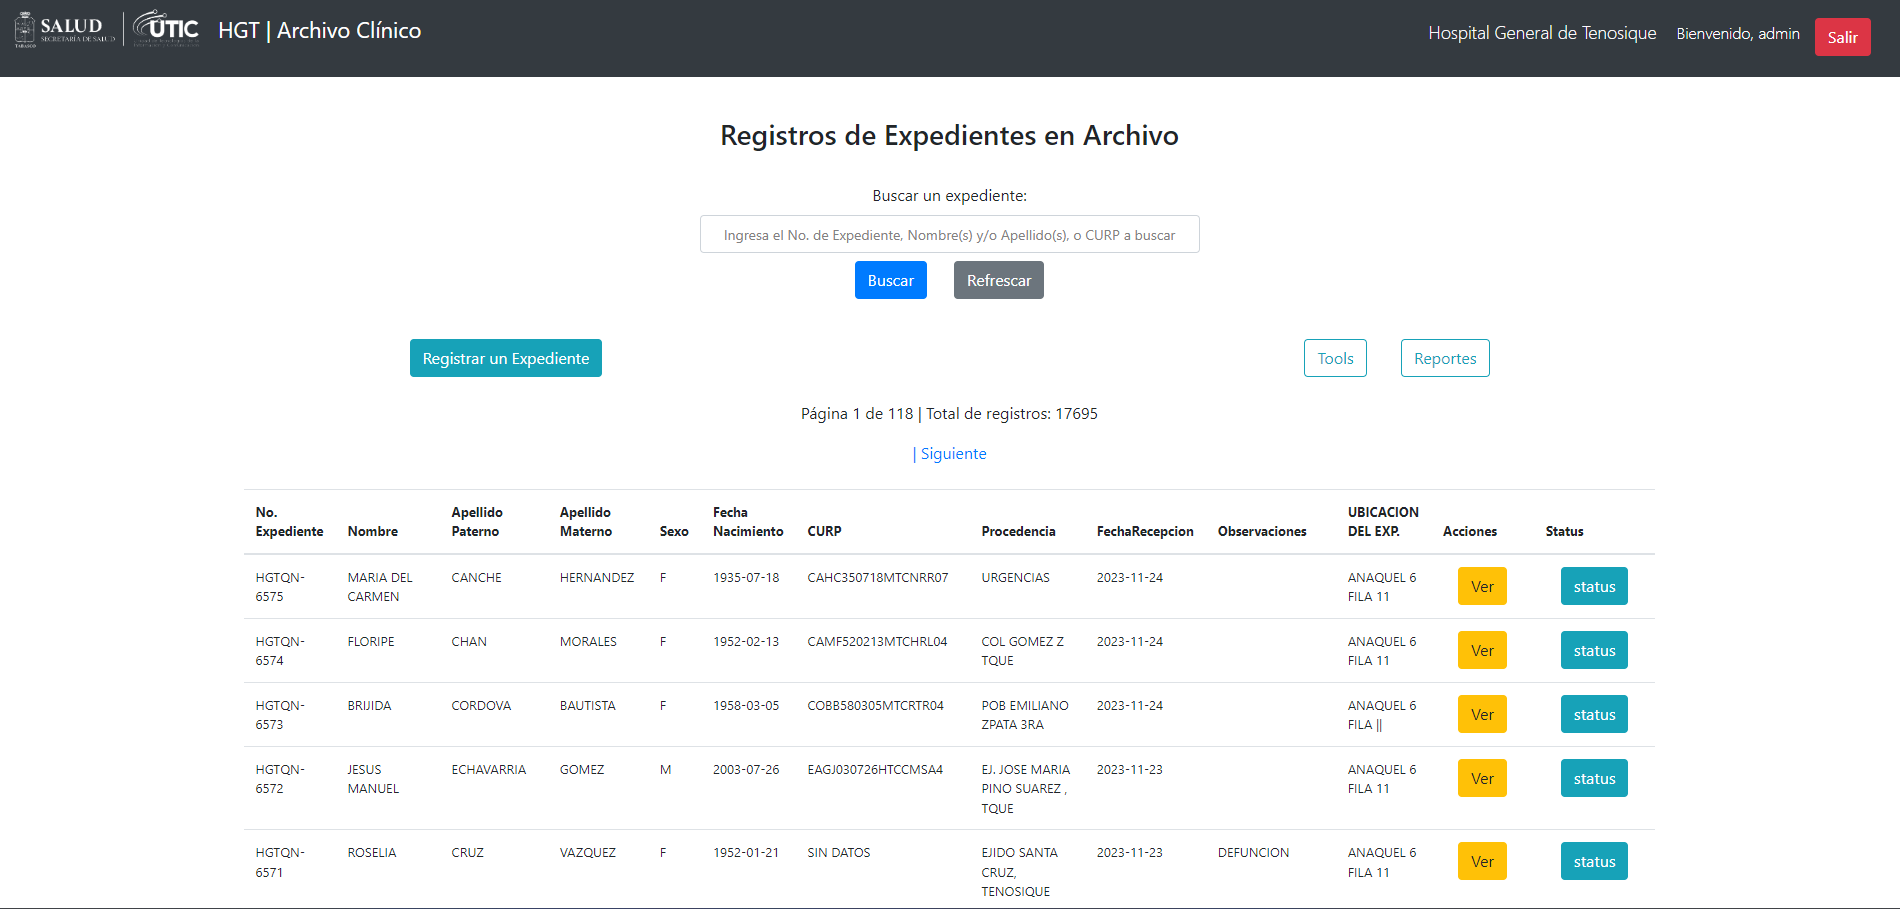 SALUD
SECRETARÍA DE SALUD
TABASCO
UTIC
HGT | Archivo Clínico
Hospital General de Tenosique
Bienvenido, admin
Salir
Registros de Expedientes en Archivo
Buscar un expediente:
Ingresa el No. de Expediente, Nombre(s) y/o Apellido(s), o CURP a buscar
Buscar
Refrescar
Registrar un Expediente
Tools
Reportes
Página 1 de 118 | Total de registros: 17695
| Siguiente
No. Expediente
Nombre
Apellido Paterno
Apellido Materno
Sexo
Fecha Nacimiento
CURP
Procedencia
FechaRecepcion
Observaciones
UBICACION DEL EXP.
Acciones
Status
HGTQN-6575 MARIA DEL CARMEN CANCHE HERNANDEZ F 1935-07-18 CAHC350718MTCNRR07 URGENCIAS 2023-11-24 ANAQUEL 6 FILA 11 Ver status
HGTQN-6574 FLORIPE CHAN MORALES F 1952-02-13 CAMF520213MTCHRL04 COL GOMEZ Z TQUE 2023-11-24 ANAQUEL 6 FILA 11 Ver status
HGTQN-6573 BRIJIDA CORDOVA BAUTISTA F 1958-03-05 COBB580305MTCRTR04 POB EMILIANO ZPATA 3RA 2023-11-24 ANAQUEL 6 FILA || Ver status
HGTQN-6572 JESUS MANUEL ECHAVARRIA GOMEZ M 2003-07-26 EAGJ030726HTCCMSA4 EJ. JOSE MARIA PINO SUAREZ , TQUE 2023-11-23 ANAQUEL 6 FILA 11 Ver status
HGTQN-6571 ROSELIA CRUZ VAZQUEZ F 1952-01-21 SIN DATOS EJIDO SANTA CRUZ, TENOSIQUE 2023-11-23 DEFUNCION ANAQUEL 6 FILA 11 Ver status